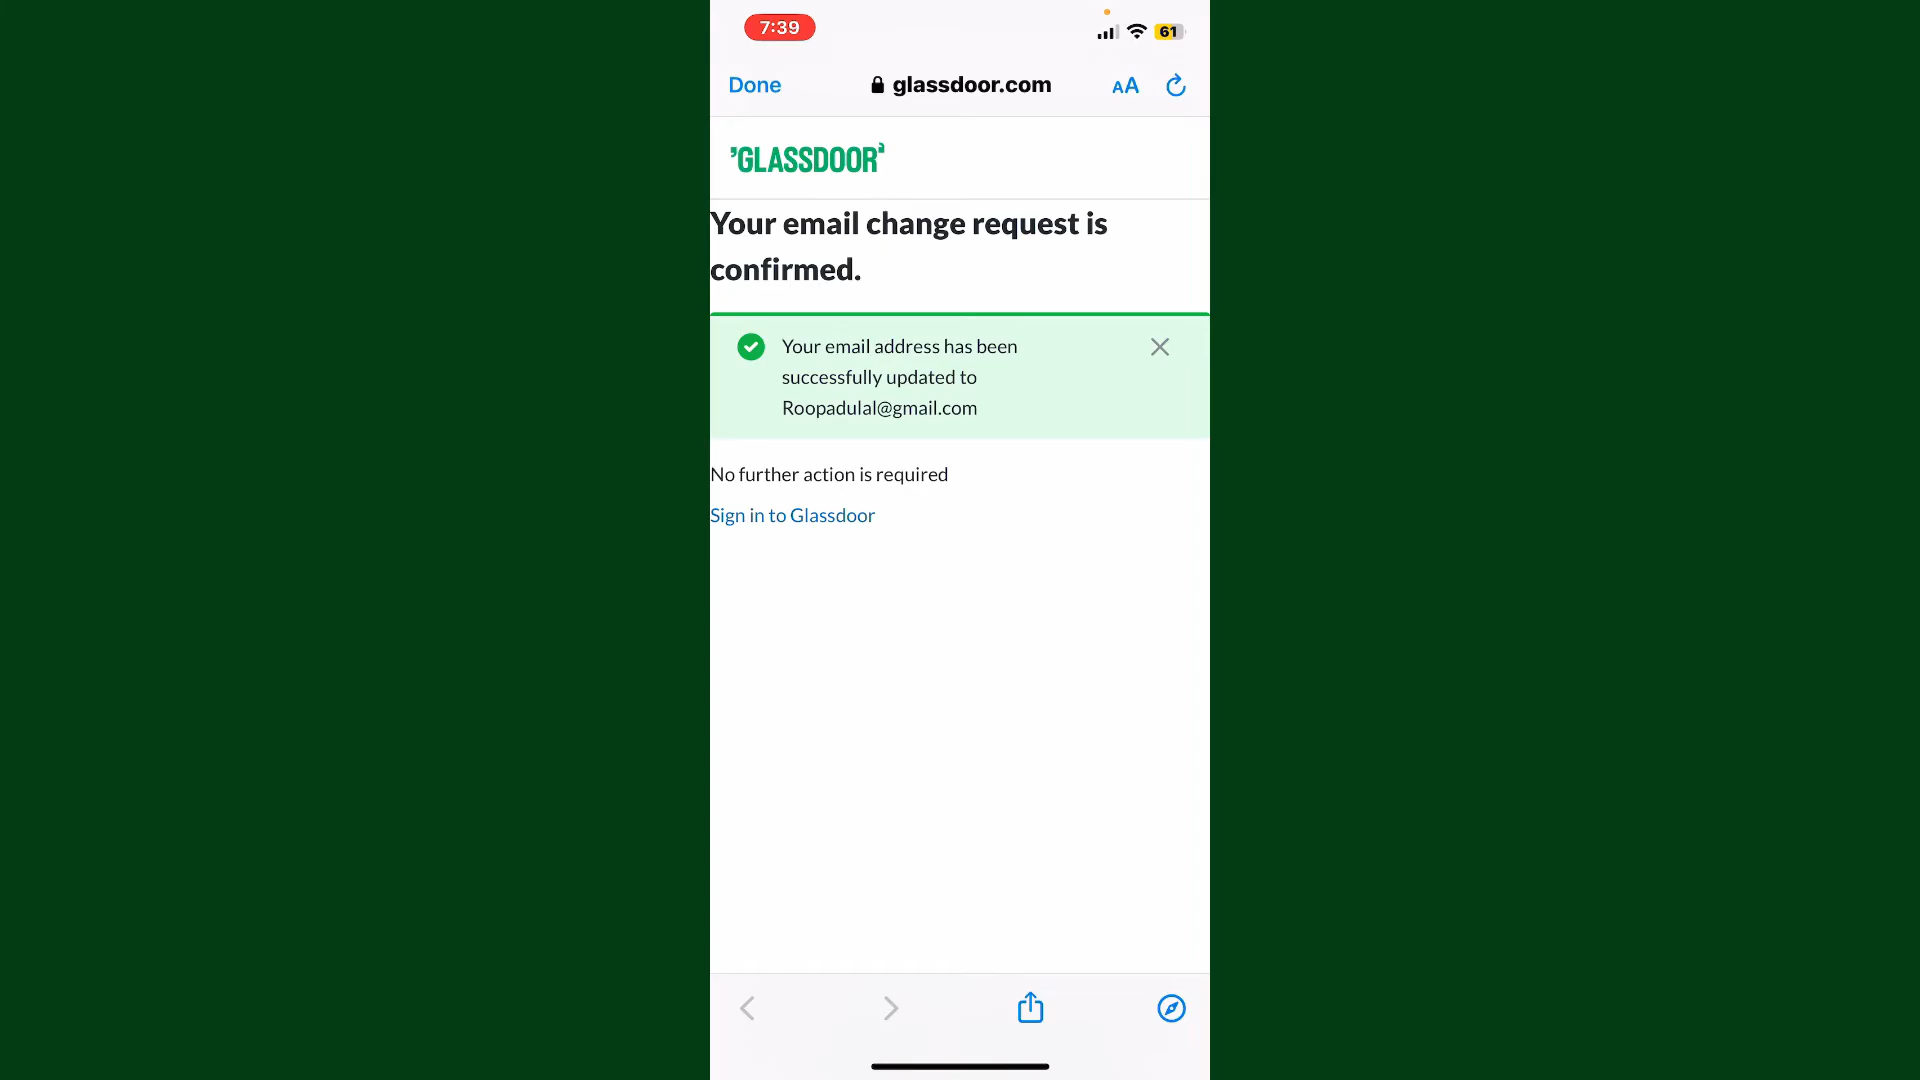 7:39
61
Done
glassdoor.com
AA
GLASSDOOR
Your email change request is
confirmed.
Your email address has been
successfully updated to
Roopadulal@gmail.com
No further action is required
Sign in to Glassdoor